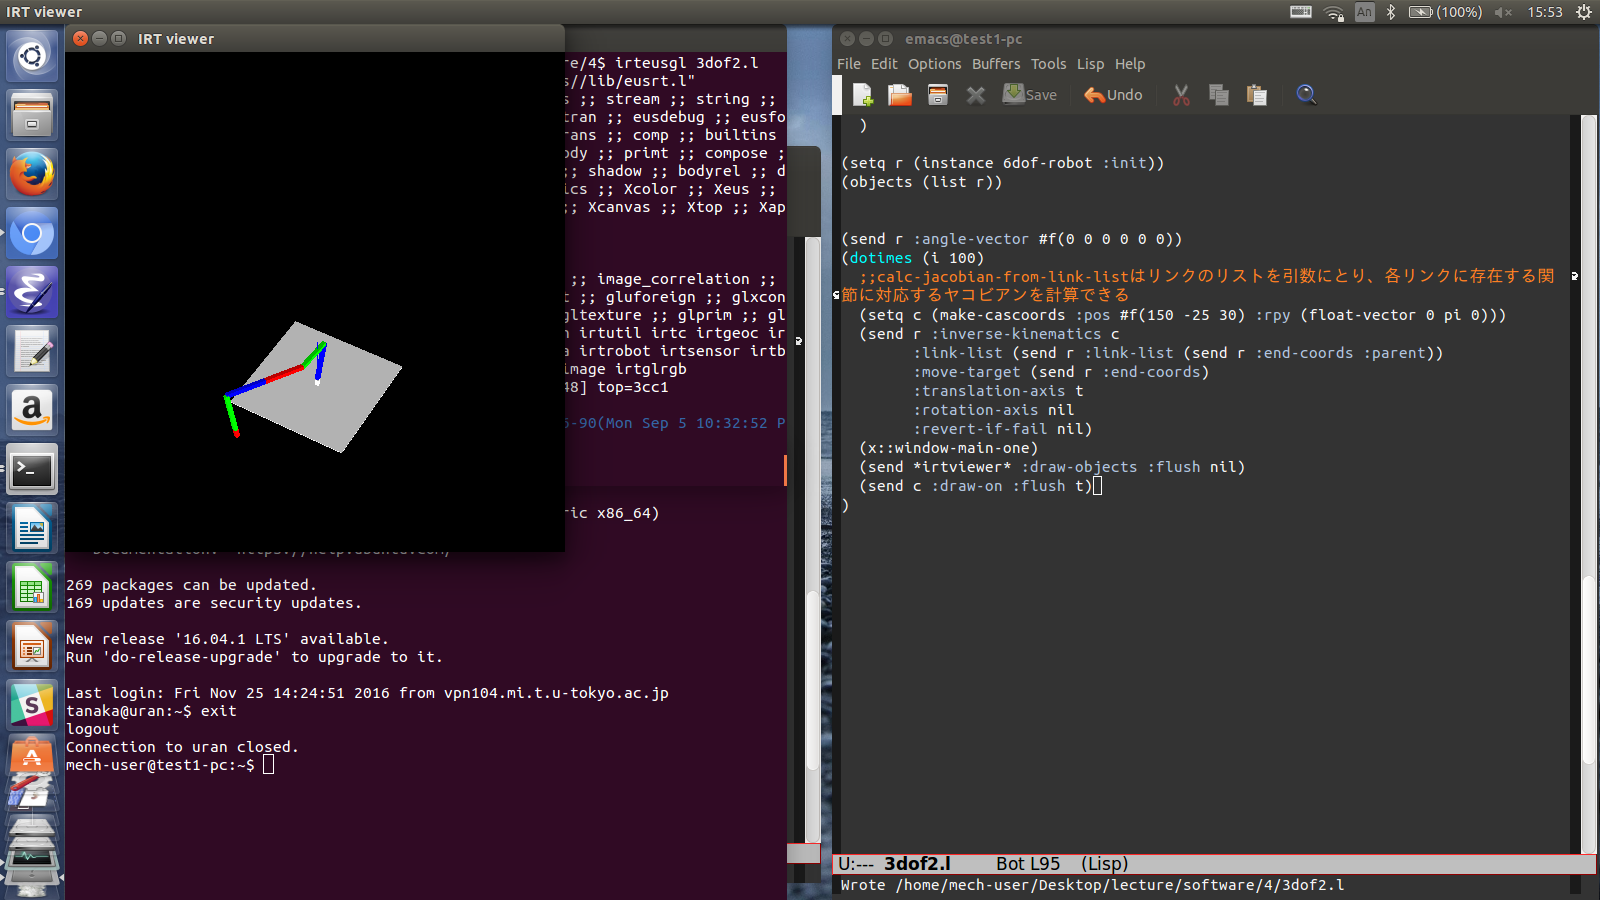 IRT viewer
An
(100%)
15:53
IRT viewer
re/4$ irteusgl 3dof2.l
s//lib/eusrt.l"
s ;; stream ;; string ;;
tran ;; eusdebug ;; eusfo
rans ;; comp ;; builtins
ody ;; primt ;; compose ;
;; shadow ;; bodyrel ;; d
ics ;; Xcolor ;; Xeus ;;
;; Xcanvas ;; Xtop ;; Xap
;; image_correlation ;;
t ;; gluforeign ;; glxcon
gltexture ;; glprim ;; gl
n irtutil irtc irtgeoc ir
a irtrobot irtsensor irtb
image irtglrgb
48] top=3cc1
6-90(Mon Sep 5 10:32:52 P
ric x86_64)
269 packages can be updated.
169 updates are security updates.
New release '16.04.1 LTS' available.
Run 'do-release-upgrade' to upgrade to it.
Last login: Fri Nov 25 14:24:51 2016 from vpn104.mi.t.u-tokyo.ac.jp
tanaka@uran:~$ exit
logout
Connection to uran closed.
mech-user@test1-pc:~$
emacs@test1-pc
File Edit Options Buffers Tools Lisp Help
Save Undo
)
(setq r (instance 6dof-robot :init))
(objects (list r))
(send r :angle-vector #f(0 0 0 0 0 0))
(dotimes (i 100)
;;calc-jacobian-from-link-listはリンクのリストを引数にとり、各リンクに存在する関
節に対応するヤコビアンを計算できる
(setq c (make-cascoords :pos #f(150 -25 30) :rpy (float-vector 0 pi 0)))
(send r :inverse-kinematics c
:link-list (send r :link-list (send r :end-coords :parent))
:move-target (send r :end-coords)
:translation-axis t
:rotation-axis nil
:revert-if-fail nil)
(x::window-main-one)
(send *irtviewer* :draw-objects :flush nil)
(send c :draw-on :flush t)
)
U:--- 3dof2.l Bot L95 (Lisp)
Wrote /home/mech-user/Desktop/lecture/software/4/3dof2.l